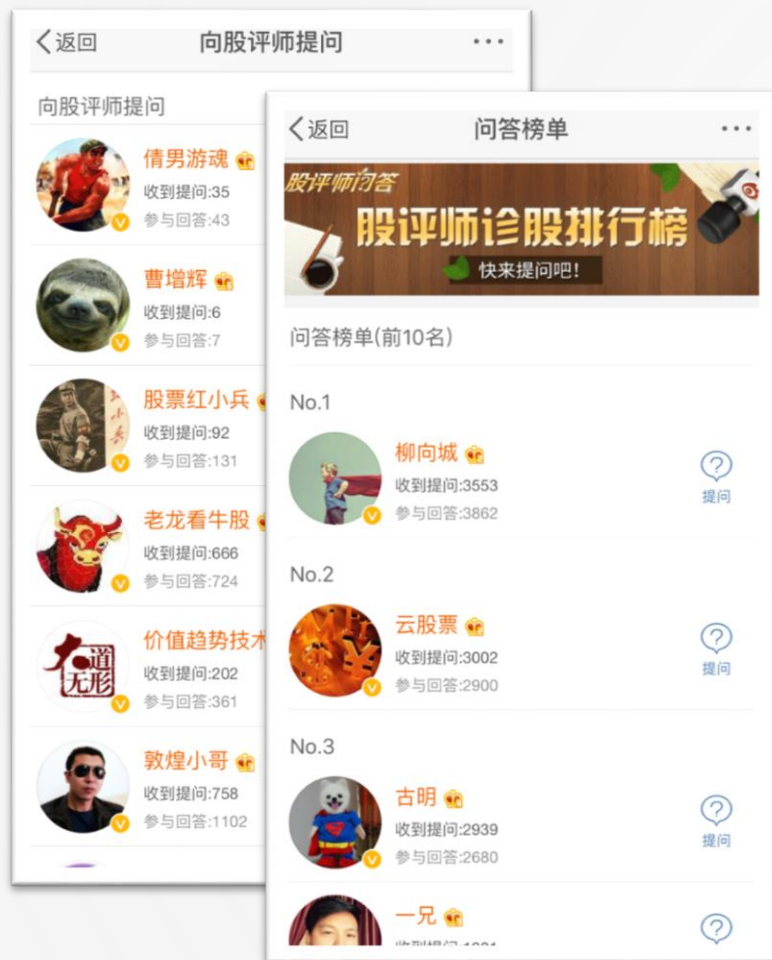 返回
向股评师提问
向股评师提问
倩男游魂
收到提问:35
参与回答:43
曹增辉
收到提问:6
参与回答:7
股票红小兵
收到提问:92
参与回答:131
老龙看牛股
收到提问:666
参与回答:724
价值趋势技术
收到提问:202
参与回答:361
大道无形
敦煌小哥
收到提问:758
参与回答:1102
返回
问答榜单
股评师问答
股评师诊股排行榜
快来提问吧!
问答榜单(前10名)
No.1
柳向城
收到提问:3553
参与回答:3862
提问
No.2
云股票
收到提问:3002
参与回答:2900
提问
No.3
古明
收到提问:2939
参与回答:2680
提问
一兄